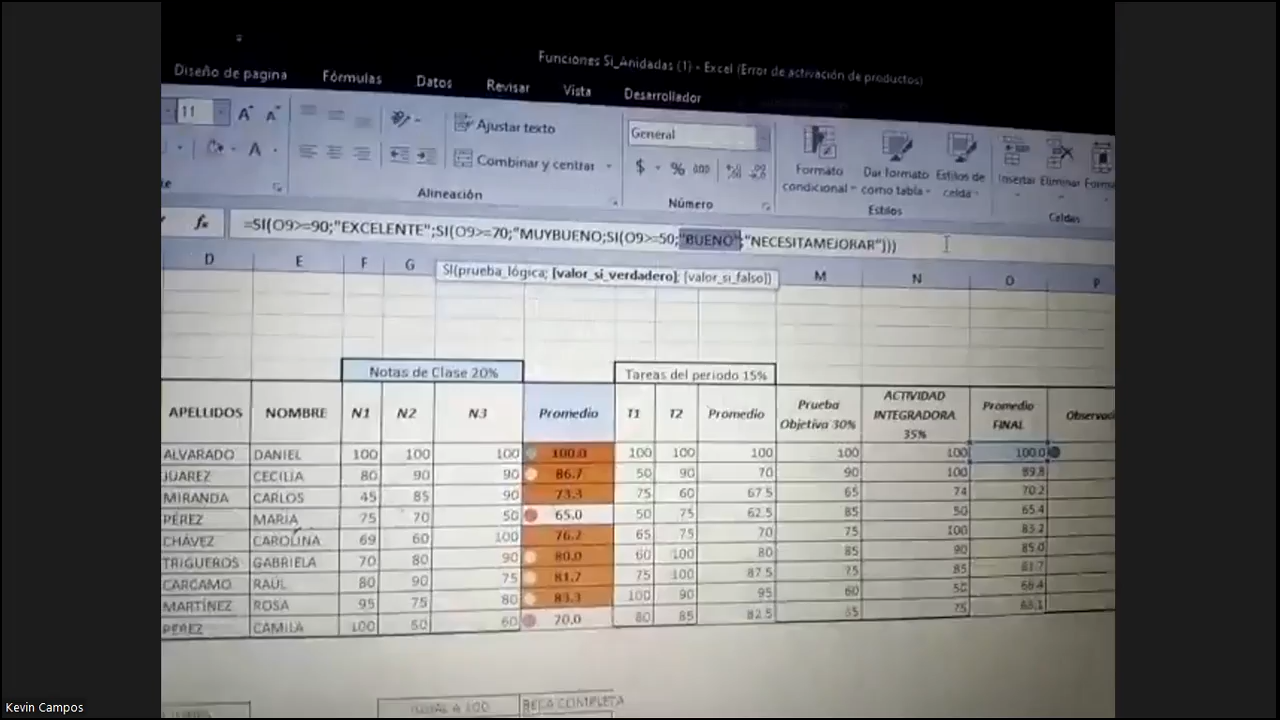 Funciones Si_Anidadas (1) - Excel (Error de activación de productos)
Diseño de pagina Fórmulas Datos Revisar Vista Desarrollador
11 A A Ajustar texto General Formato condicional Dar formato como tabla Estilos de celda Insertar Eliminar
A Combinar y centrar $ % 000
Alineación Número Estilos Celdas
fx =SI(O9>=90;"EXCELENTE";SI(O9>=70;"MUYBUENO;SI(O9>=50;"BUENO";"NECESITAMEJORAR")))
SI(prueba_lógica; [valor_si_verdadero]; [valor_si_falso])
D E F G M N O P
Notas de Clase 20% Tareas del periodo 15%
APELLIDOS NOMBRE N1 N2 N3 Promedio T1 T2 Promedio Prueba Objetiva 30% ACTIVIDAD INTEGRADORA 35% Promedio FINAL
ALVARADO DANIEL 100 100 100 100.0 100 100 100 100 100 100.0
JUAREZ CECILIA 80 90 90 86.7 50 90 70 90 100 89.8
MIRANDA CARLOS 45 85 90 73.3 75 60 67.5 65 74 70.2
PÉREZ MARIA 75 70 50 65.0 50 75 62.5 85 50 65.4
CHÁVEZ CAROLINA 69 60 100 76.2 65 75 70 75 100 83.2
TRIGUEROS GABRIELA 70 80 90 80.0 60 100 80 85 90 85.0
CARCAMO RAÚL 80 90 75 81.7 75 100 87.5 75 85 81.7
MARTÍNEZ ROSA 95 75 80 83.3 100 90 95 60 50 66.4
PEREZ CAMILA 100 50 60 70.0 80 85 82.5 75
IGUAL A 100 BECA COMPLETA
Kevin Campos